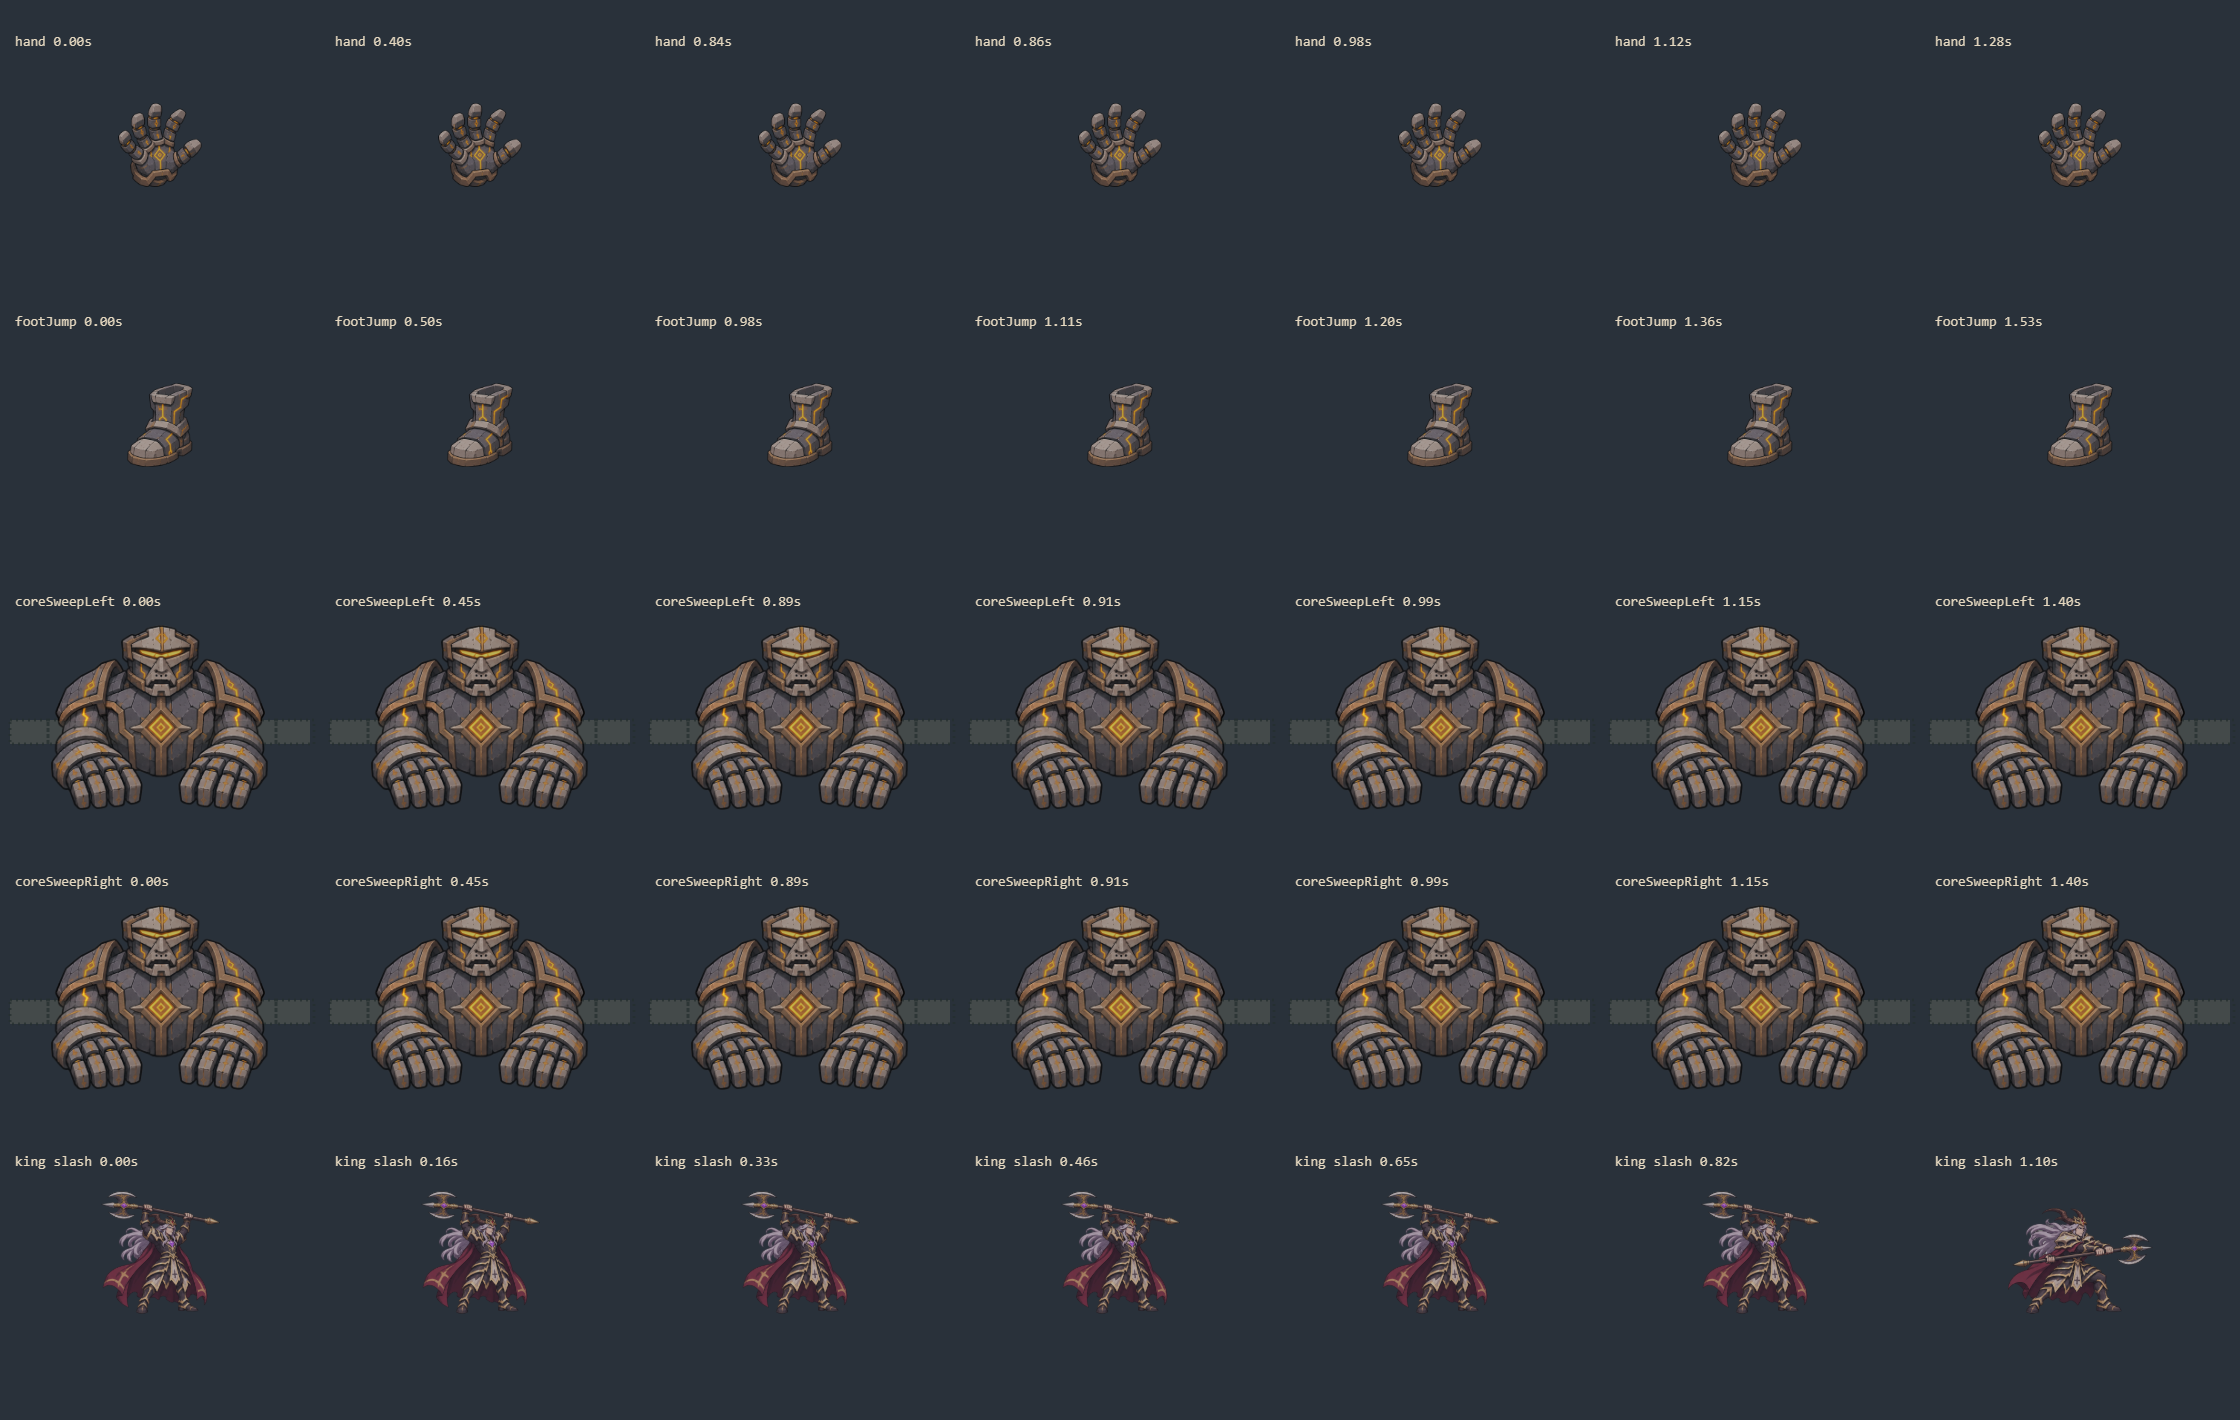 hand 0.00s hand 0.40s hand 0.84s hand 0.86s hand 0.98s hand 1.12s hand 1.28s
footJump 0.00s footJump 0.50s footJump 0.98s footJump 1.11s footJump 1.20s footJump 1.36s footJump 1.53s
coreSweepLeft 0.00s coreSweepLeft 0.45s coreSweepLeft 0.89s coreSweepLeft 0.91s coreSweepLeft 0.99s coreSweepLeft 1.15s coreSweepLeft 1.40s
coreSweepRight 0.00s coreSweepRight 0.45s coreSweepRight 0.89s coreSweepRight 0.91s coreSweepRight 0.99s coreSweepRight 1.15s coreSweepRight 1.40s
king slash 0.00s king slash 0.16s king slash 0.33s king slash 0.46s king slash 0.65s king slash 0.82s king slash 1.10s